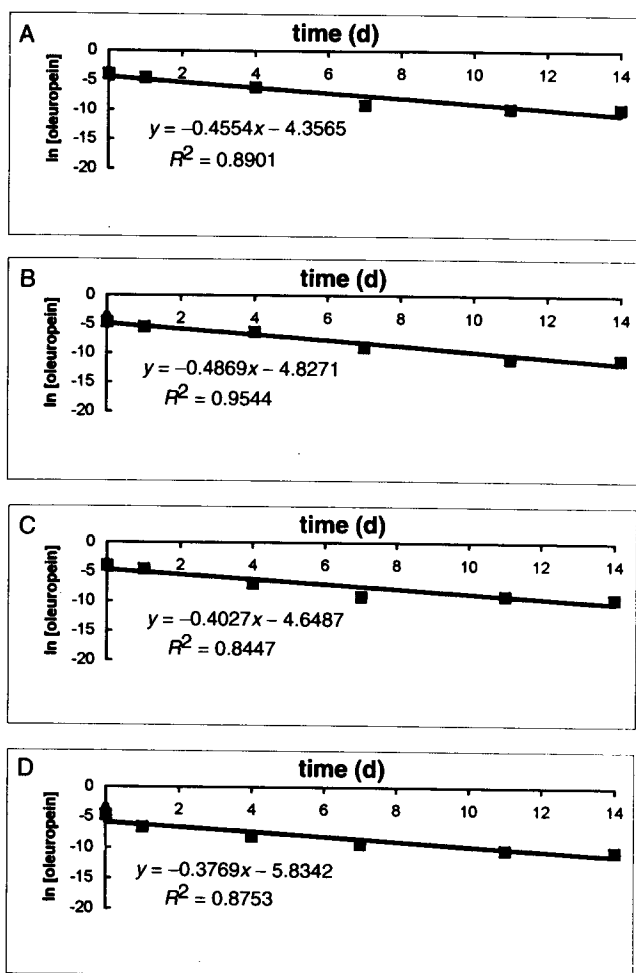 A
time (d)
0 2 4 6 8 10 12 14
-5
-10
-15
-20
ln [oleuropein]
y = –0.4554x – 4.3565
R² = 0.8901
B
time (d)
0 2 4 6 8 10 12 14
-5
-10
-15
-20
ln [oleuropein]
y = –0.4869x – 4.8271
R² = 0.9544
C
time (d)
0 2 4 6 8 10 12 14
-5
-10
-15
-20
ln [oleuropein]
y = –0.4027x – 4.6487
R² = 0.8447
D
time (d)
0 2 4 6 8 10 12 14
-5
-10
-15
-20
ln [oleuropein]
y = –0.3769x – 5.8342
R² = 0.8753